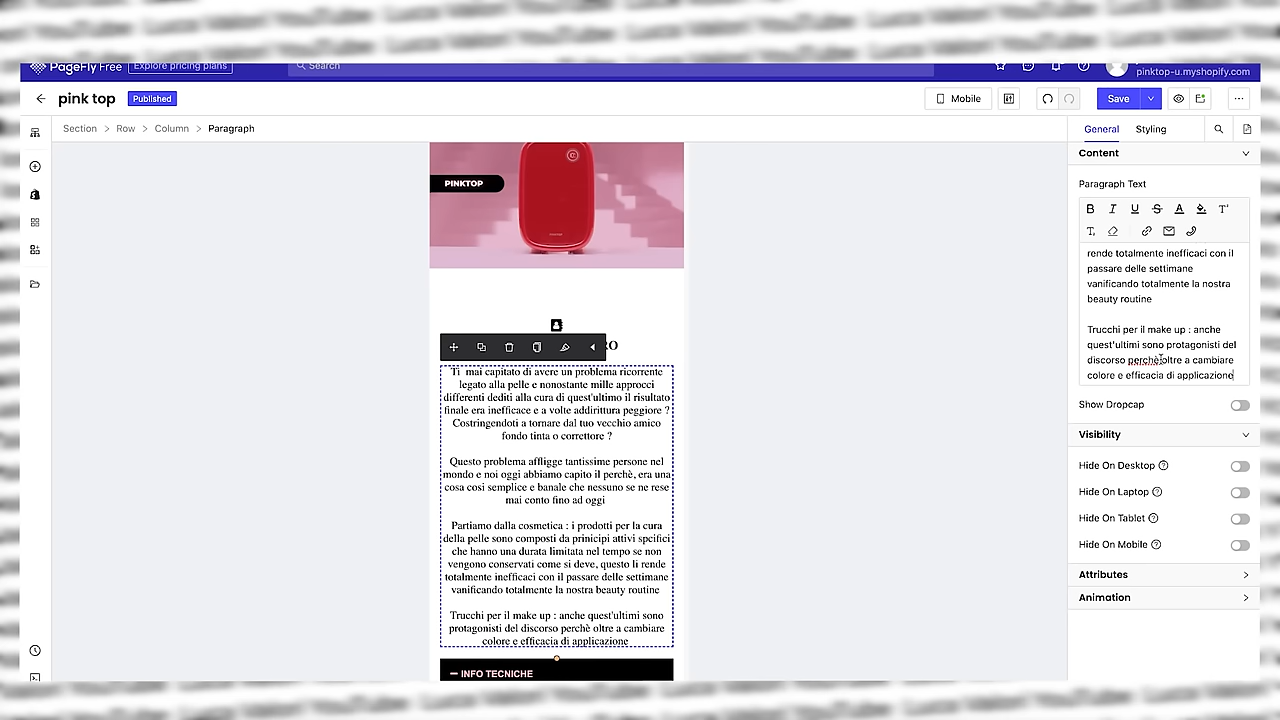 PageFly Free
Explore pricing plans
Search
pinktop-u.myshopify.com
pink top
Published
Mobile
Save
Section > Row > Column > Paragraph
General
Styling
Content
Paragraph Text
B I U S A T
rende totalmente inefficaci con il
passare delle settimane
vanificando totalmente la nostra
beauty routine
Trucchi per il make up : anche
quest'ultimi sono protagonisti del
discorso perchè oltre a cambiare
colore e efficacia di applicazione
Show Dropcap
Visibility
Hide On Desktop
Hide On Laptop
Hide On Tablet
Hide On Mobile
Attributes
Animation
PINKTOP
RO
Ti mai capitato di avere un problema ricorrente
legato alla pelle e nonostante mille approcci
differenti dediti alla cura di quest'ultimo il risultato
finale era inefficace e a volte addirittura peggiore ?
Costringendoti a tornare dal tuo vecchio amico
fondo tinta o correttore ?
Questo problema affligge tantissime persone nel
mondo e noi oggi abbiamo capito il perchè, era una
cosa cosi semplice e banale che nessuno se ne rese
mai conto fino ad oggi
Partiamo dalla cosmetica : i prodotti per la cura
della pelle sono composti da prinicipi attivi spcifici
che hanno una durata limitata nel tempo se non
vengono conservati come si deve, questo li rende
totalmente inefficaci con il passare delle settimane
vanificando totalmente la nostra beauty routine
Trucchi per il make up : anche quest'ultimi sono
protagonisti del discorso perchè oltre a cambiare
colore e efficacia di applicazione
INFO TECNICHE